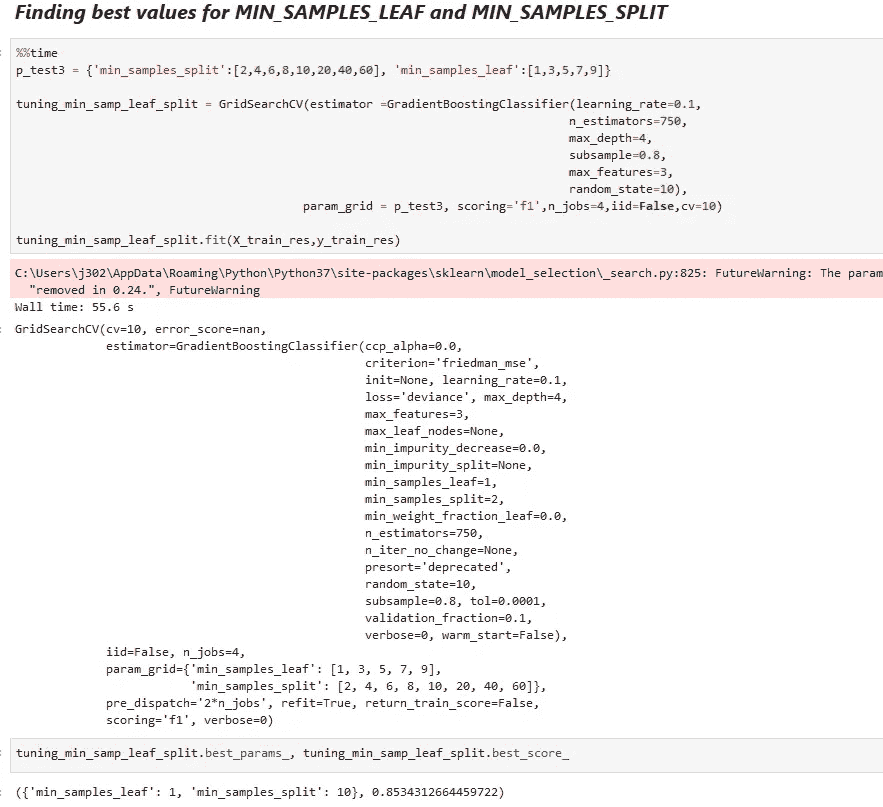 Finding best values for MIN_SAMPLES_LEAF and MIN_SAMPLES_SPLIT
%%time
p_test3 = {'min_samples_split':[2,4,6,8,10,20,40,60], 'min_samples_leaf':[1,3,5,7,9]}
tuning_min_samp_leaf_split = GridSearchCV(estimator =GradientBoostingClassifier(learning_rate=0.1,
n_estimators=750,
max_depth=4,
subsample=0.8,
max_features=3,
random_state=10),
param_grid = p_test3, scoring='f1',n_jobs=4,iid=False,cv=10)
tuning_min_samp_leaf_split.fit(X_train_res,y_train_res)
C:\Users\j302\AppData\Roaming\Python\Python37\site-packages\sklearn\model_selection\_search.py:825: FutureWarning: The param
"removed in 0.24.", FutureWarning
Wall time: 55.6 s
GridSearchCV(cv=10, error_score=nan,
estimator=GradientBoostingClassifier(ccp_alpha=0.0,
criterion='friedman_mse',
init=None, learning_rate=0.1,
loss='deviance', max_depth=4,
max_features=3,
max_leaf_nodes=None,
min_impurity_decrease=0.0,
min_impurity_split=None,
min_samples_leaf=1,
min_samples_split=2,
min_weight_fraction_leaf=0.0,
n_estimators=750,
n_iter_no_change=None,
presort='deprecated',
random_state=10,
subsample=0.8, tol=0.0001,
validation_fraction=0.1,
verbose=0, warm_start=False),
iid=False, n_jobs=4,
param_grid={'min_samples_leaf': [1, 3, 5, 7, 9],
'min_samples_split': [2, 4, 6, 8, 10, 20, 40, 60]},
pre_dispatch='2*n_jobs', refit=True, return_train_score=False,
scoring='f1', verbose=0)
tuning_min_samp_leaf_split.best_params_, tuning_min_samp_leaf_split.best_score_
({'min_samples_leaf': 1, 'min_samples_split': 10}, 0.8534312664459722)